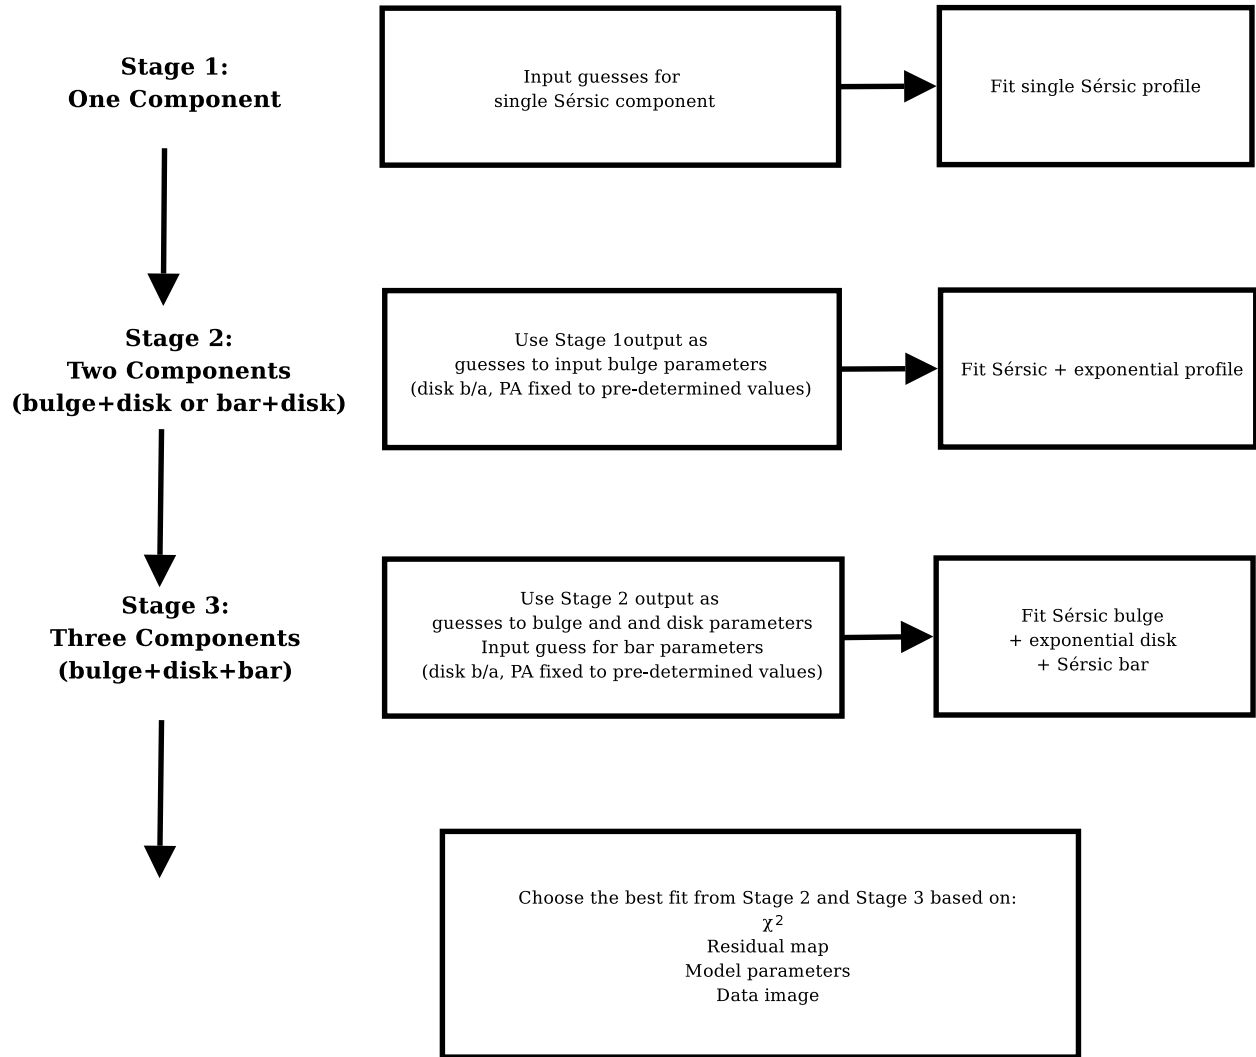 Stage 1:
One Component
Input guesses for
single Sérsic component
Fit single Sérsic profile
Stage 2:
Two Components
(bulge+disk or bar+disk)
Use Stage 1output as
guesses to input bulge parameters
(disk b/a, PA fixed to pre-determined values)
Fit Sérsic + exponential profile
Stage 3:
Three Components
(bulge+disk+bar)
Use Stage 2 output as
guesses to bulge and and disk parameters
Input guess for bar parameters
(disk b/a, PA fixed to pre-determined values)
Fit Sérsic bulge
+ exponential disk
+ Sérsic bar
Choose the best fit from Stage 2 and Stage 3 based on:
χ²
Residual map
Model parameters
Data image